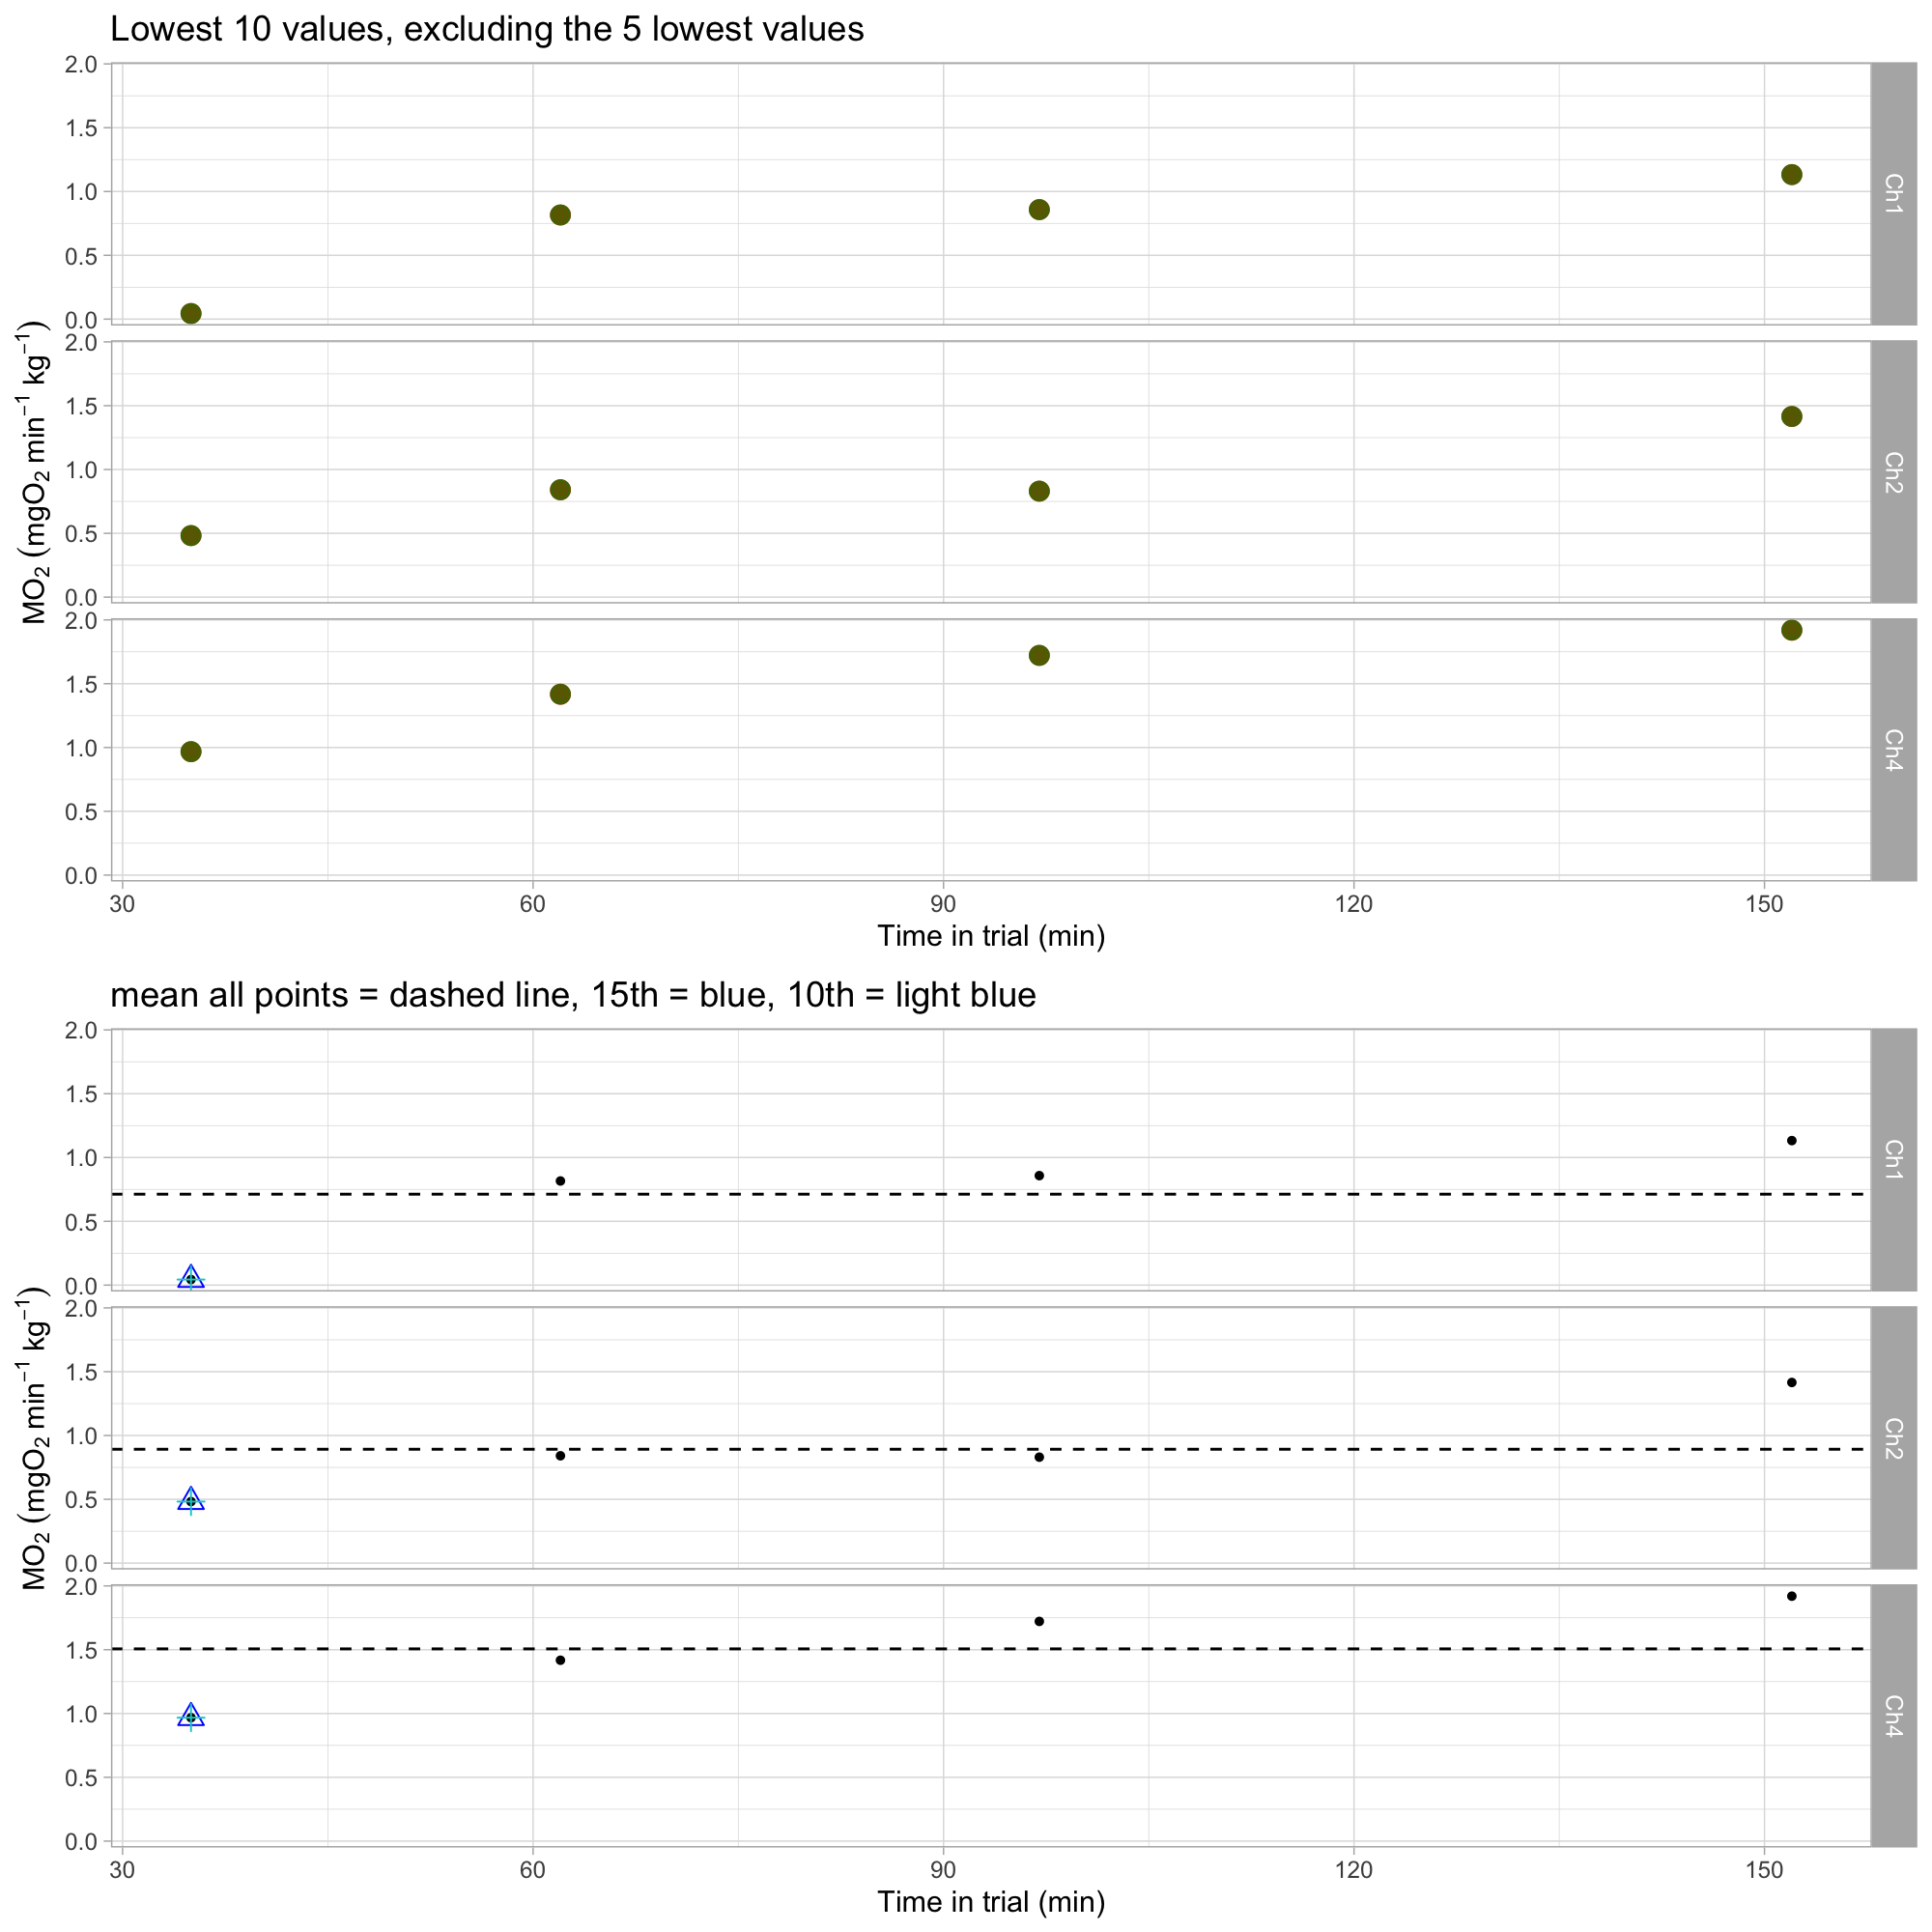 Lowest 10 values, excluding the 5 lowest values
MO₂ (mgO₂ min⁻¹ kg⁻¹)
2.0
1.5
1.0
0.5
0.0
Ch1
2.0
1.5
1.0
0.5
0.0
Ch2
2.0
1.5
1.0
0.5
0.0
Ch4
30 60 90 120 150
Time in trial (min)
mean all points = dashed line, 15th = blue, 10th = light blue
MO₂ (mgO₂ min⁻¹ kg⁻¹)
2.0
1.5
1.0
0.5
0.0
Ch1
2.0
1.5
1.0
0.5
0.0
Ch2
2.0
1.5
1.0
0.5
0.0
Ch4
30 60 90 120 150
Time in trial (min)